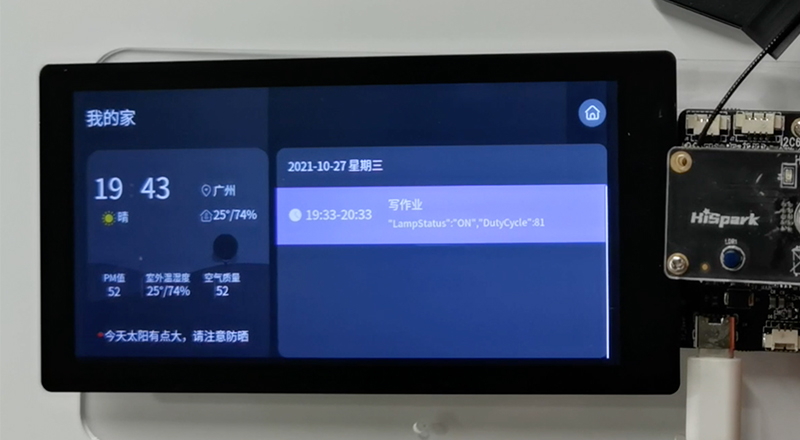 我的家
19:43
广州
晴
25°/74%
PM值 室外温湿度 空气质量
52 25°/74% 52
今天太阳有点大，请注意防晒
2021-10-27 星期三
写作业
19:33-20:33
"LampStatus":"ON","DutyCycle":81
I2C6
HiSpark
LDR1